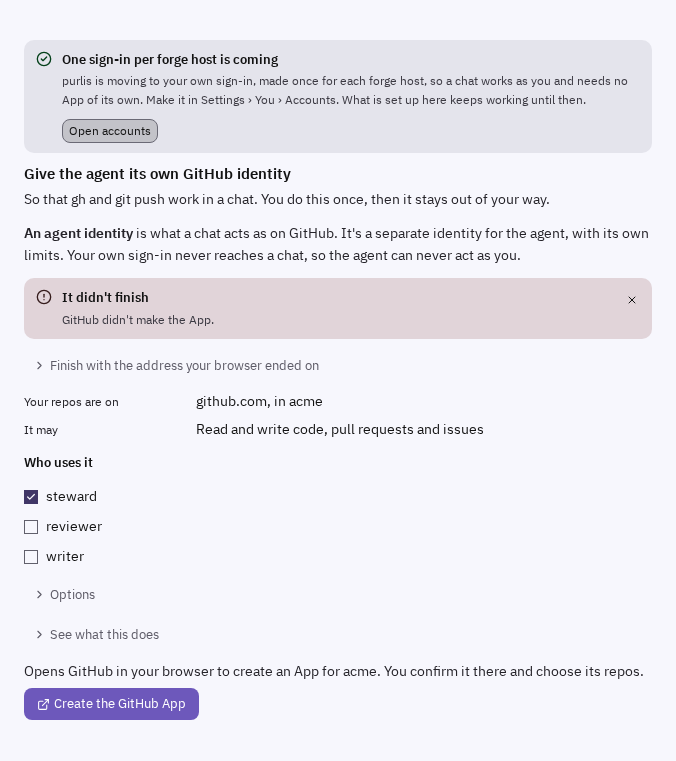 One sign-in per forge host is coming
purlis is moving to your own sign-in, made once for each forge host, so a chat works as you and needs no
App of its own. Make it in Settings › You › Accounts. What is set up here keeps working until then.
Open accounts
Give the agent its own GitHub identity
So that gh and git push work in a chat. You do this once, then it stays out of your way.
An agent identity is what a chat acts as on GitHub. It's a separate identity for the agent, with its own
limits. Your own sign-in never reaches a chat, so the agent can never act as you.
It didn't finish
GitHub didn't make the App.
Finish with the address your browser ended on
Your repos are on github.com, in acme
It may Read and write code, pull requests and issues
Who uses it
steward
reviewer
writer
Options
See what this does
Opens GitHub in your browser to create an App for acme. You confirm it there and choose its repos.
Create the GitHub App